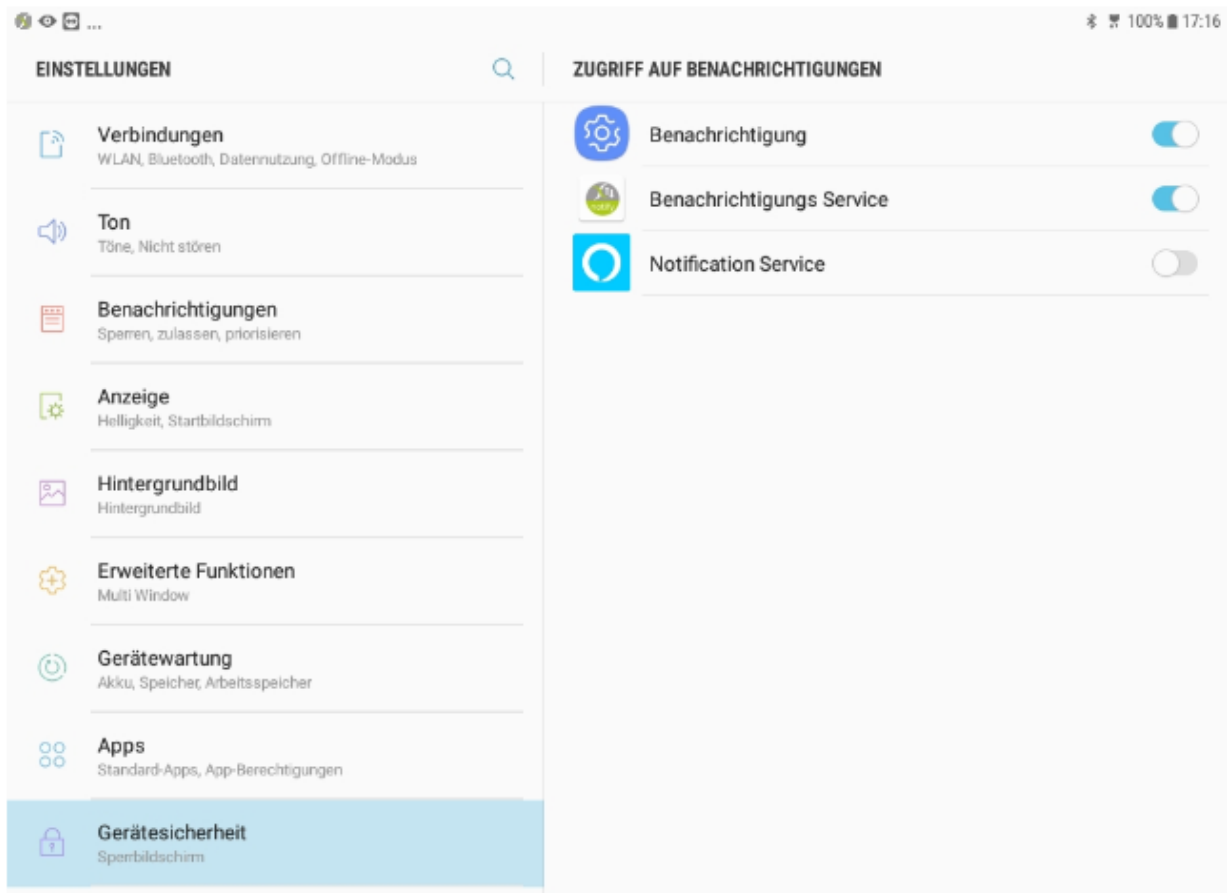 ... 100% 17:16
EINSTELLUNGEN
Verbindungen
WLAN, Bluetooth, Datennutzung, Offline-Modus
Ton
Töne, Nicht stören
Benachrichtigungen
Sperren, zulassen, priorisieren
Anzeige
Helligkeit, Startbildschirm
Hintergrundbild
Hintergrundbild
Erweiterte Funktionen
Multi Window
Gerätewartung
Akku, Speicher, Arbeitsspeicher
Apps
Standard-Apps, App-Berechtigungen
Gerätesicherheit
Sperrbildschirm
ZUGRIFF AUF BENACHRICHTIGUNGEN
Benachrichtigung
notify
Benachrichtigungs Service
Notification Service